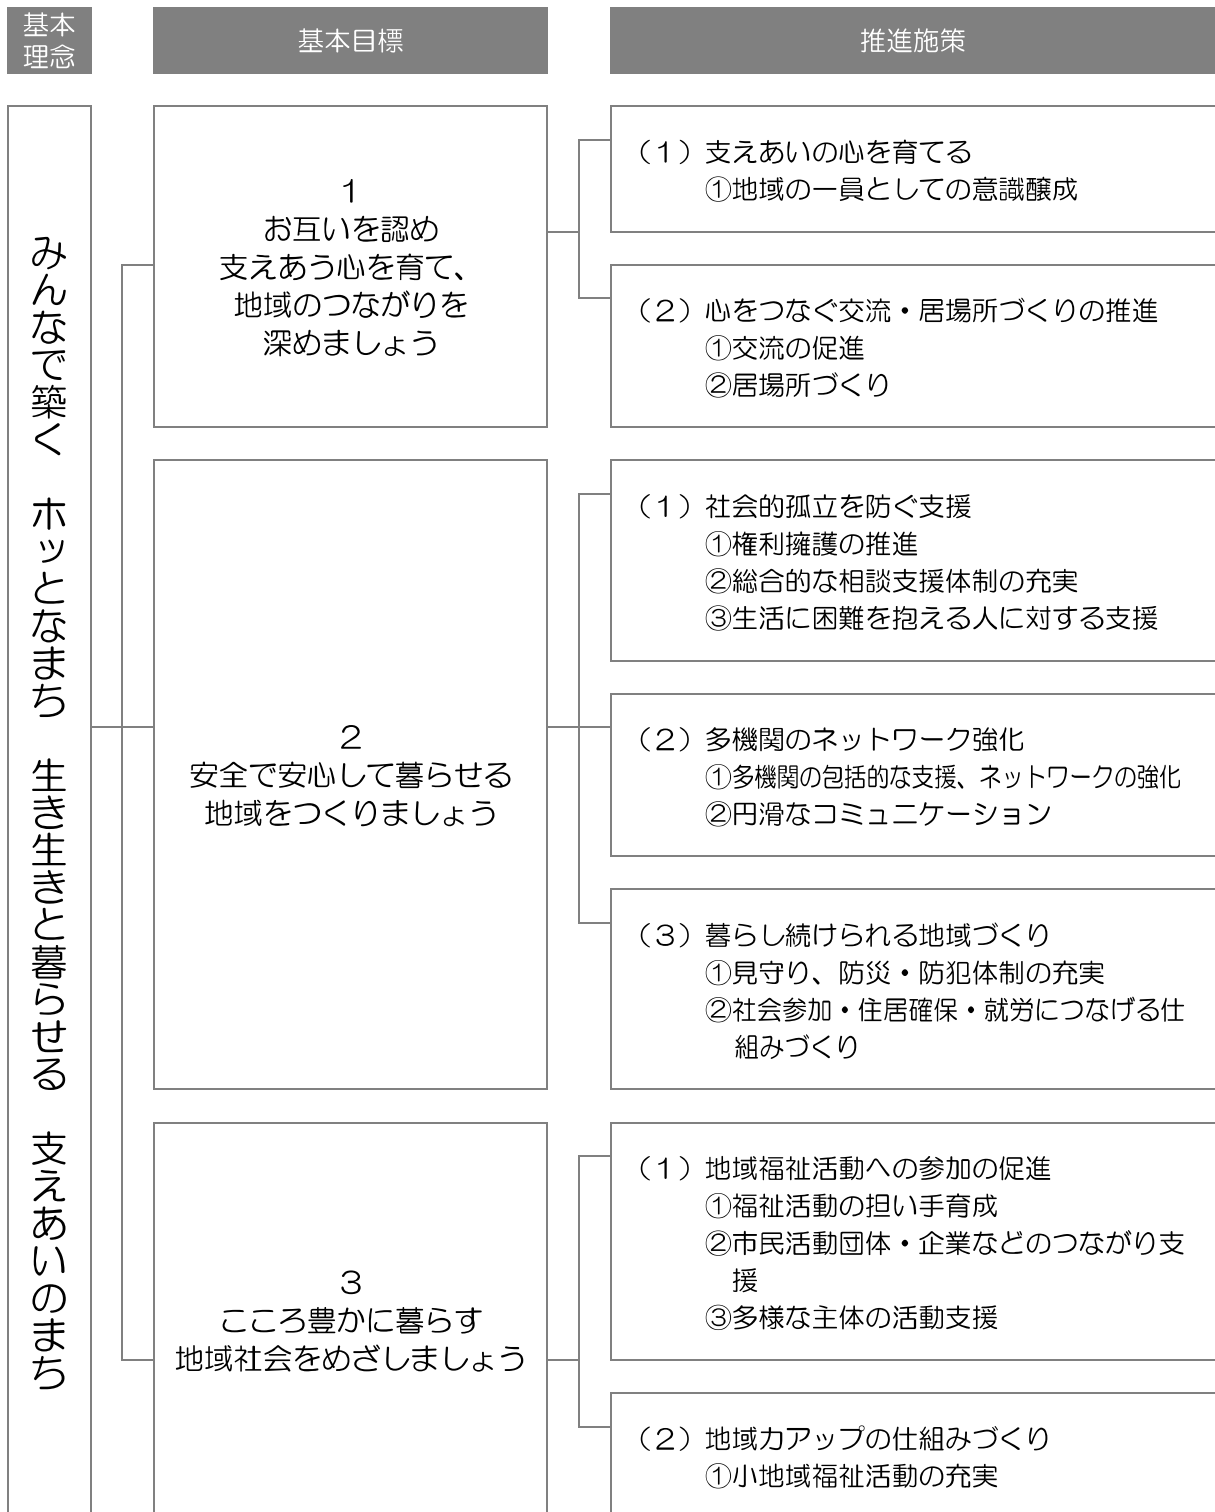 基本
理念
基本目標
推進施策
みんなで築く　ホッとなまち　生き生きと暮らせる　支えあいのまち
1
お互いを認め
支えあう心を育て、
地域のつながりを
深めましょう
（1）支えあいの心を育てる
①地域の一員としての意識醸成
（2）心をつなぐ交流・居場所づくりの推進
①交流の促進
②居場所づくり
2
安全で安心して暮らせる
地域をつくりましょう
（1）社会的孤立を防ぐ支援
①権利擁護の推進
②総合的な相談支援体制の充実
③生活に困難を抱える人に対する支援
（2）多機関のネットワーク強化
①多機関の包括的な支援、ネットワークの強化
②円滑なコミュニケーション
（3）暮らし続けられる地域づくり
①見守り、防災・防犯体制の充実
②社会参加・住居確保・就労につなげる仕
組みづくり
3
こころ豊かに暮らす
地域社会をめざしましょう
（1）地域福祉活動への参加の促進
①福祉活動の担い手育成
②市民活動団体・企業などのつながり支
援
③多様な主体の活動支援
（2）地域力アップの仕組みづくり
①小地域福祉活動の充実